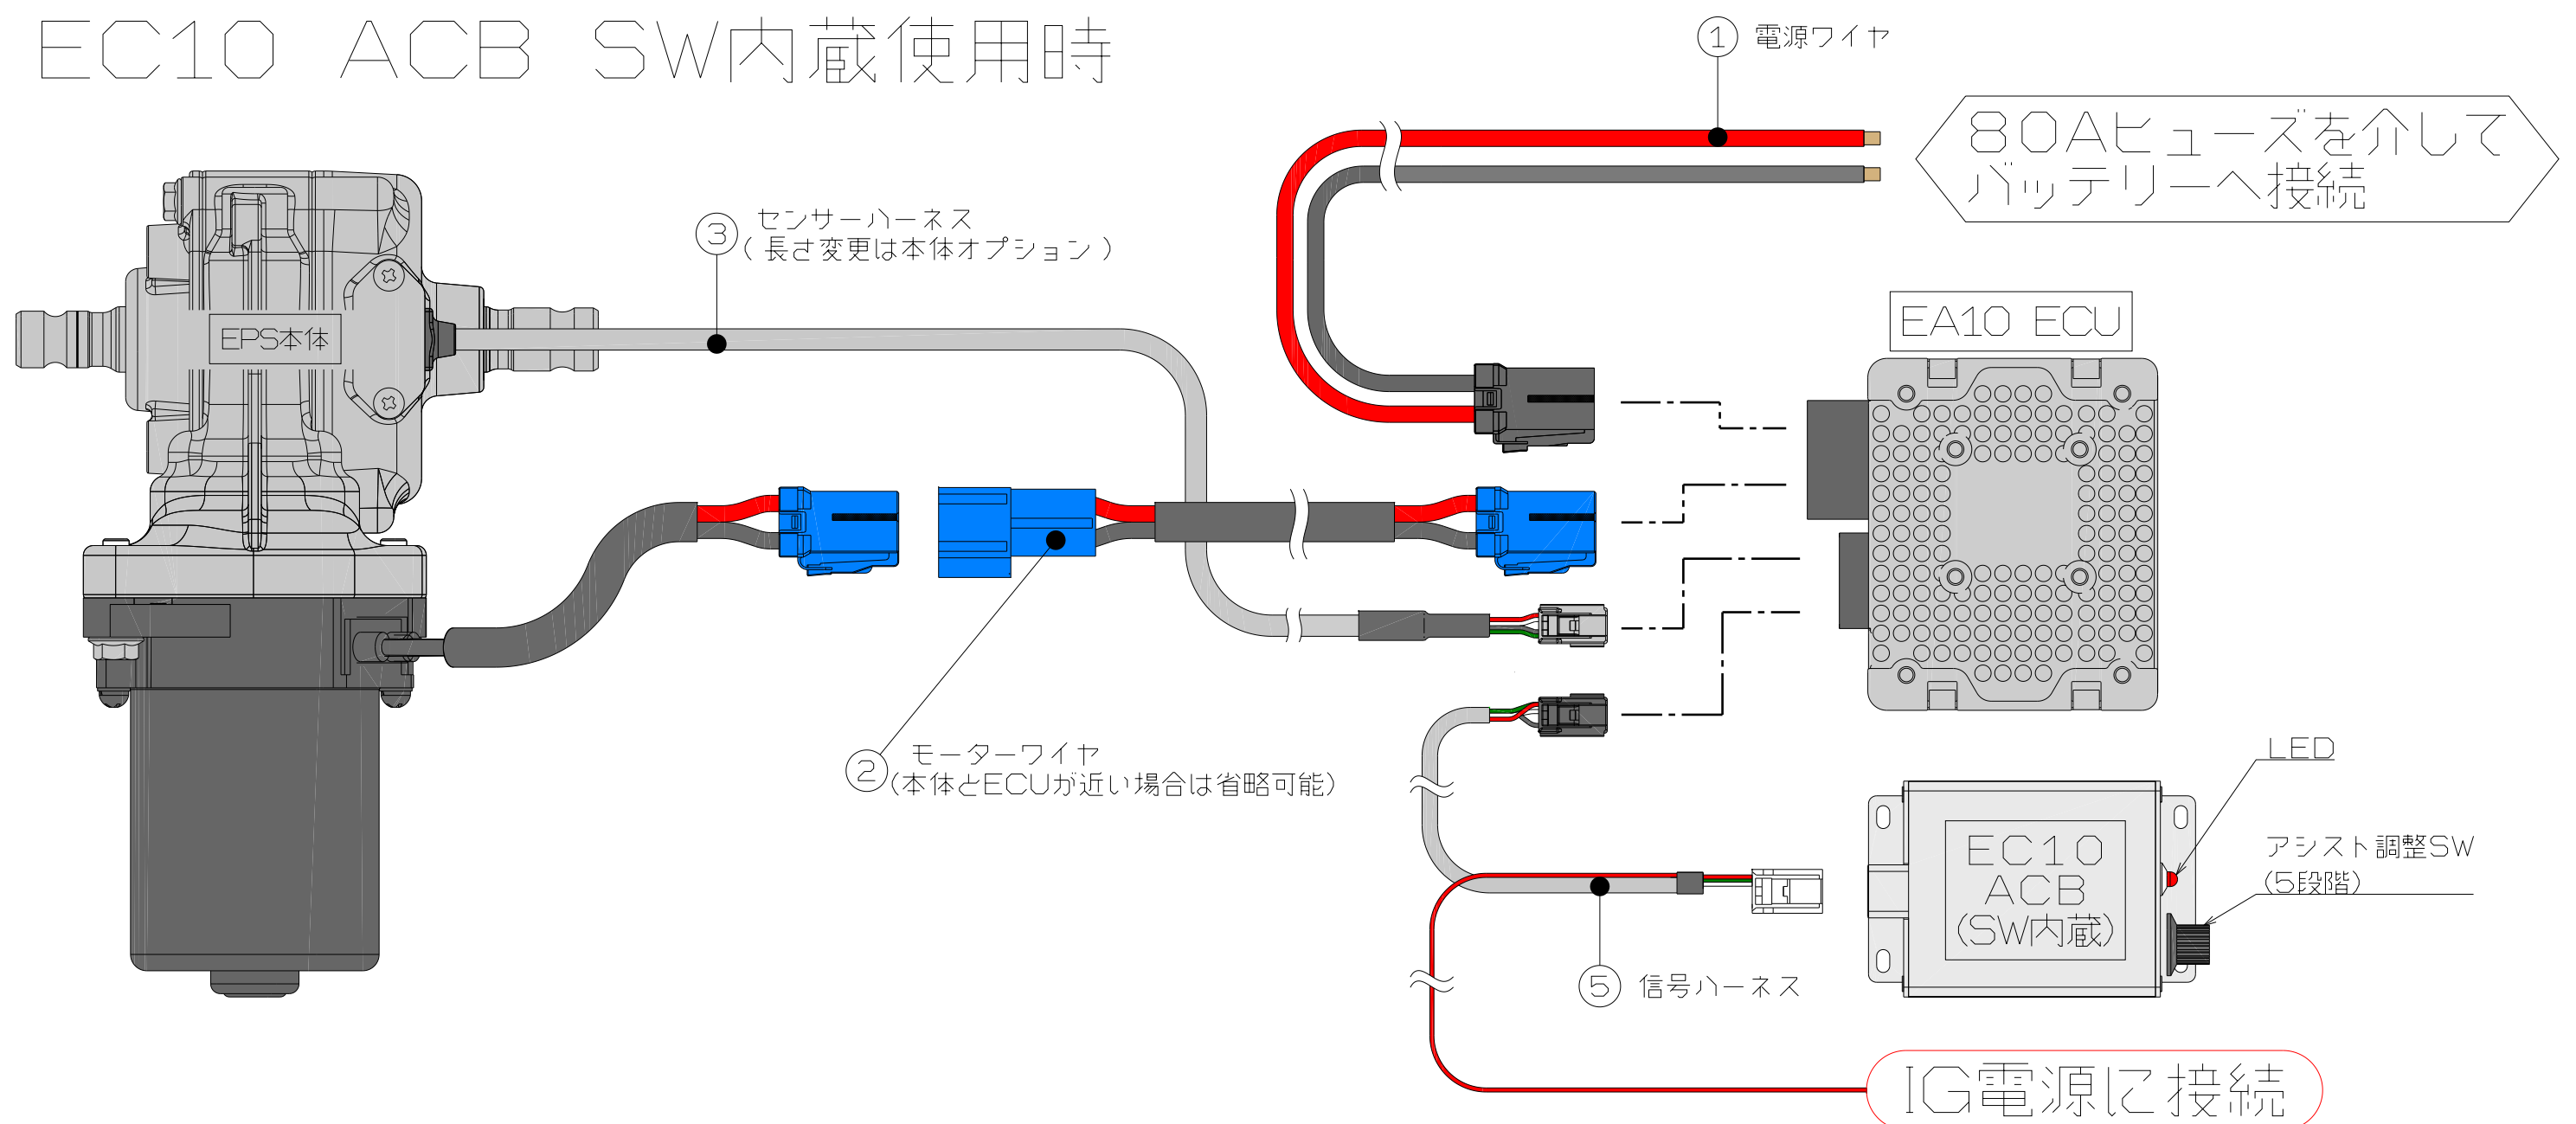 EC10 ACB SW内蔵使用時
① 電源ワイヤ
80Aヒューズを介して
バッテリーへ接続
③ センサーハーネス
(長さ変更は本体オプション)
EPS本体
EA10 ECU
② モーターワイヤ
(本体とECUが近い場合は省略可能)
LED
アシスト調整SW
(5段階)
EC10
ACB
(SW内蔵)
⑤ 信号ハーネス
IG電源に接続